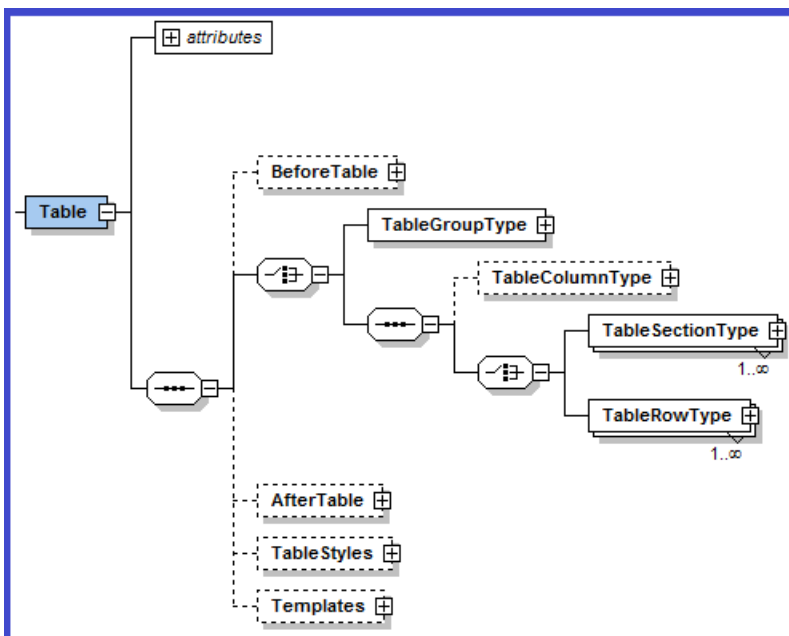 attributes
BeforeTable
Table
TableGroupType
TableColumnType
TableSectionType
1..∞
TableRowType
1..∞
AfterTable
TableStyles
Templates